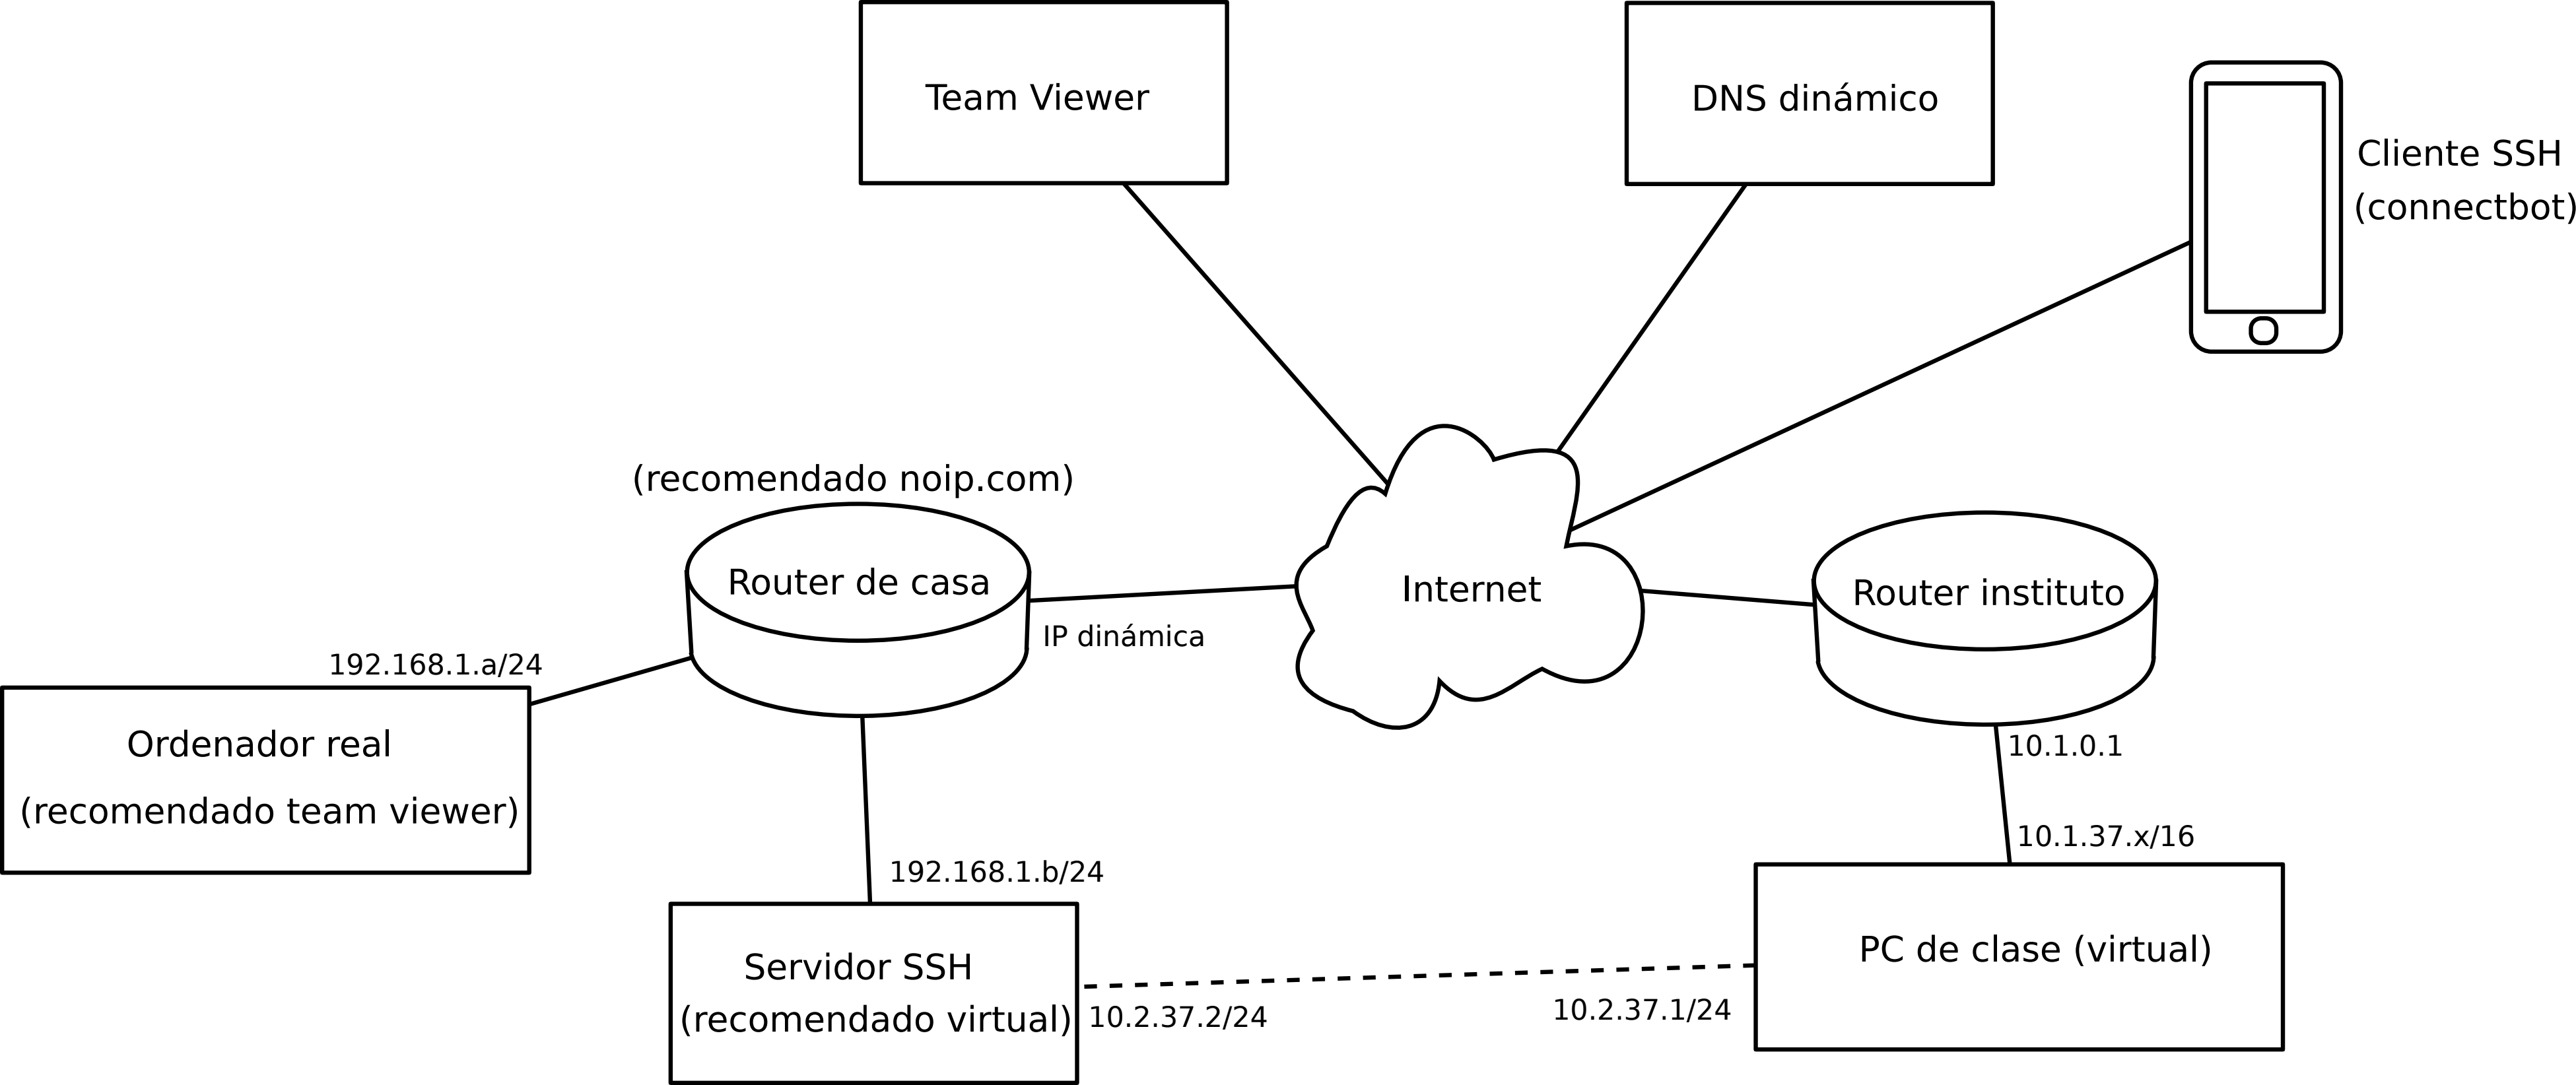 Team Viewer
DNS dinámico
Cliente SSH
(connectbot)
(recomendado noip.com)
Router de casa
Internet
Router instituto
IP dinámica
192.168.1.a/24
Ordenador real
(recomendado team viewer)
10.1.0.1
10.1.37.x/16
192.168.1.b/24
Servidor SSH
(recomendado virtual)
10.2.37.2/24
10.2.37.1/24
PC de clase (virtual)